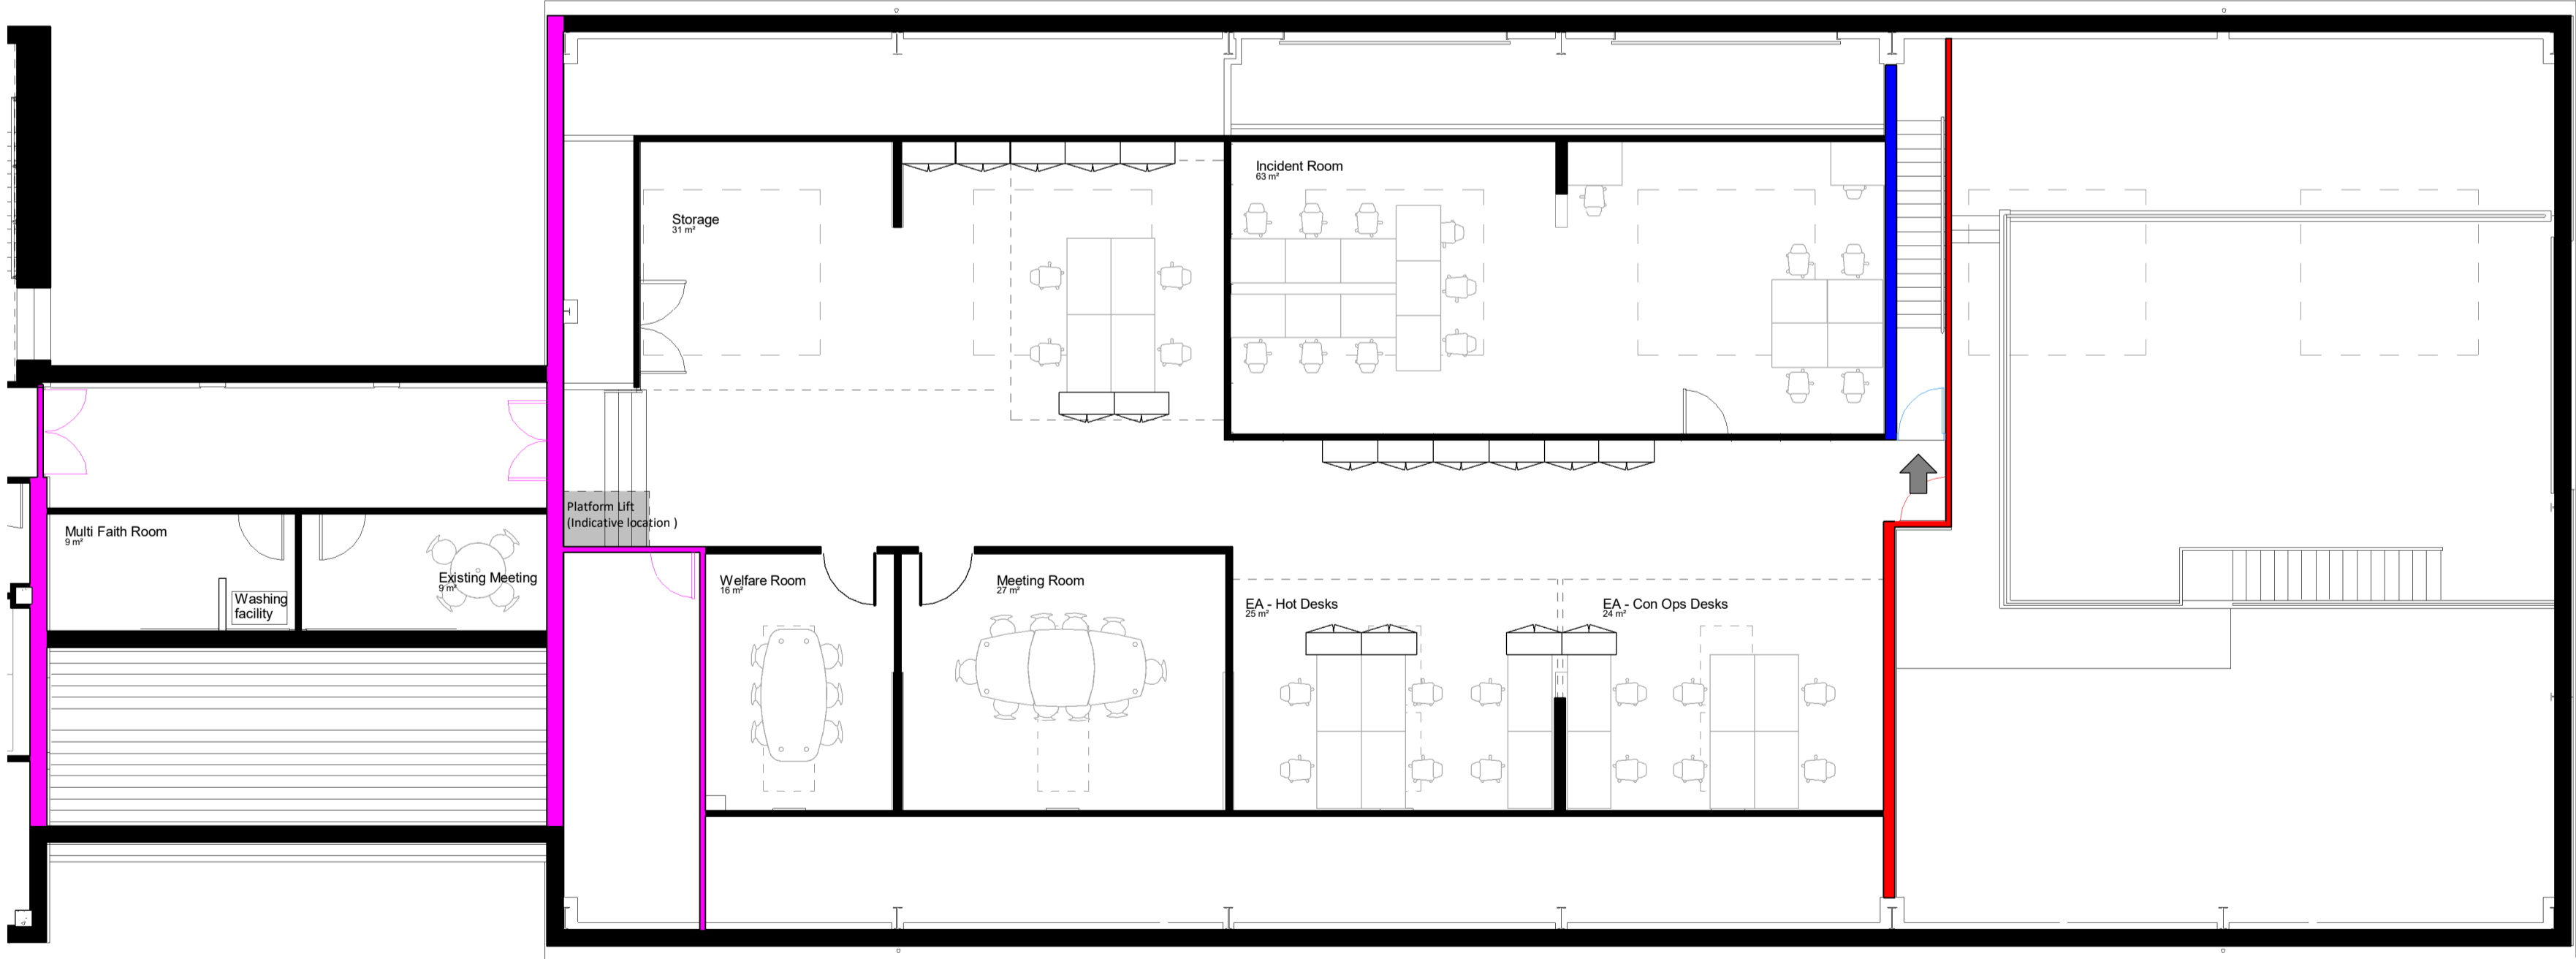 Incident Room
63 m²
Storage
31 m²
Platform Lift
(Indicative location )
Multi Faith Room
9 m²
Existing Meeting
9 m²
Washing
facility
Welfare Room
16 m²
Meeting Room
27 m²
EA - Hot Desks
25 m²
EA - Con Ops Desks
24 m²